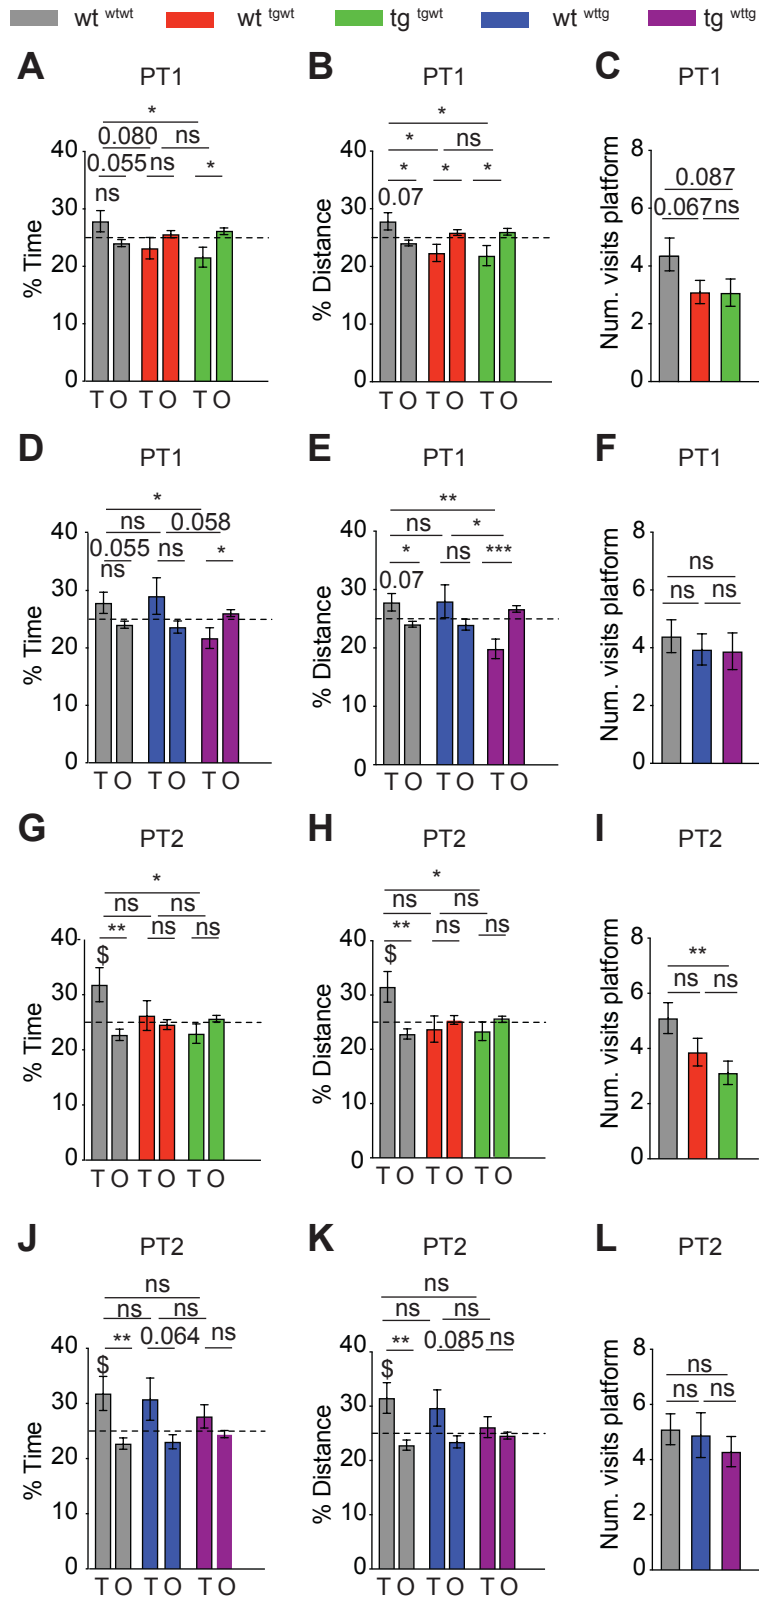 wt wtwt wt tgwt tg tgwt wt wttg tg wttg
A B C
PT1 PT1 PT1
* *
0.080 ns * ns
0.055 ns * * * *
ns 0.07
0.087
0.067 ns
40 40 8
30 30 6
20 20 4
10 10 2
0 0 0
% Time % Distance Num. visits platform
T O T O T O T O T O T O
D E F
PT1 PT1 PT1
* **
ns 0.058 ns * ns
0.055 ns * * ns *** ns ns
ns 0.07
40 40 8
30 30 6
20 20 4
10 10 2
0 0 0
% Time % Distance Num. visits platform
T O T O T O T O T O T O
G H I
PT2 PT2 PT2
* *
ns ns ns ns **
** ns ns ** ns ns ns ns
$ $
40 40 8
30 30 6
20 20 4
10 10 2
0 0 0
% Time % Distance Num. visits platform
T O T O T O T O T O T O
J K L
PT2 PT2 PT2
ns ns
ns ns ns ns ns
** 0.064 ns ** 0.085 ns ns ns
$ $
40 40 8
30 30 6
20 20 4
10 10 2
0 0 0
% Time % Distance Num. visits platform
T O T O T O T O T O T O